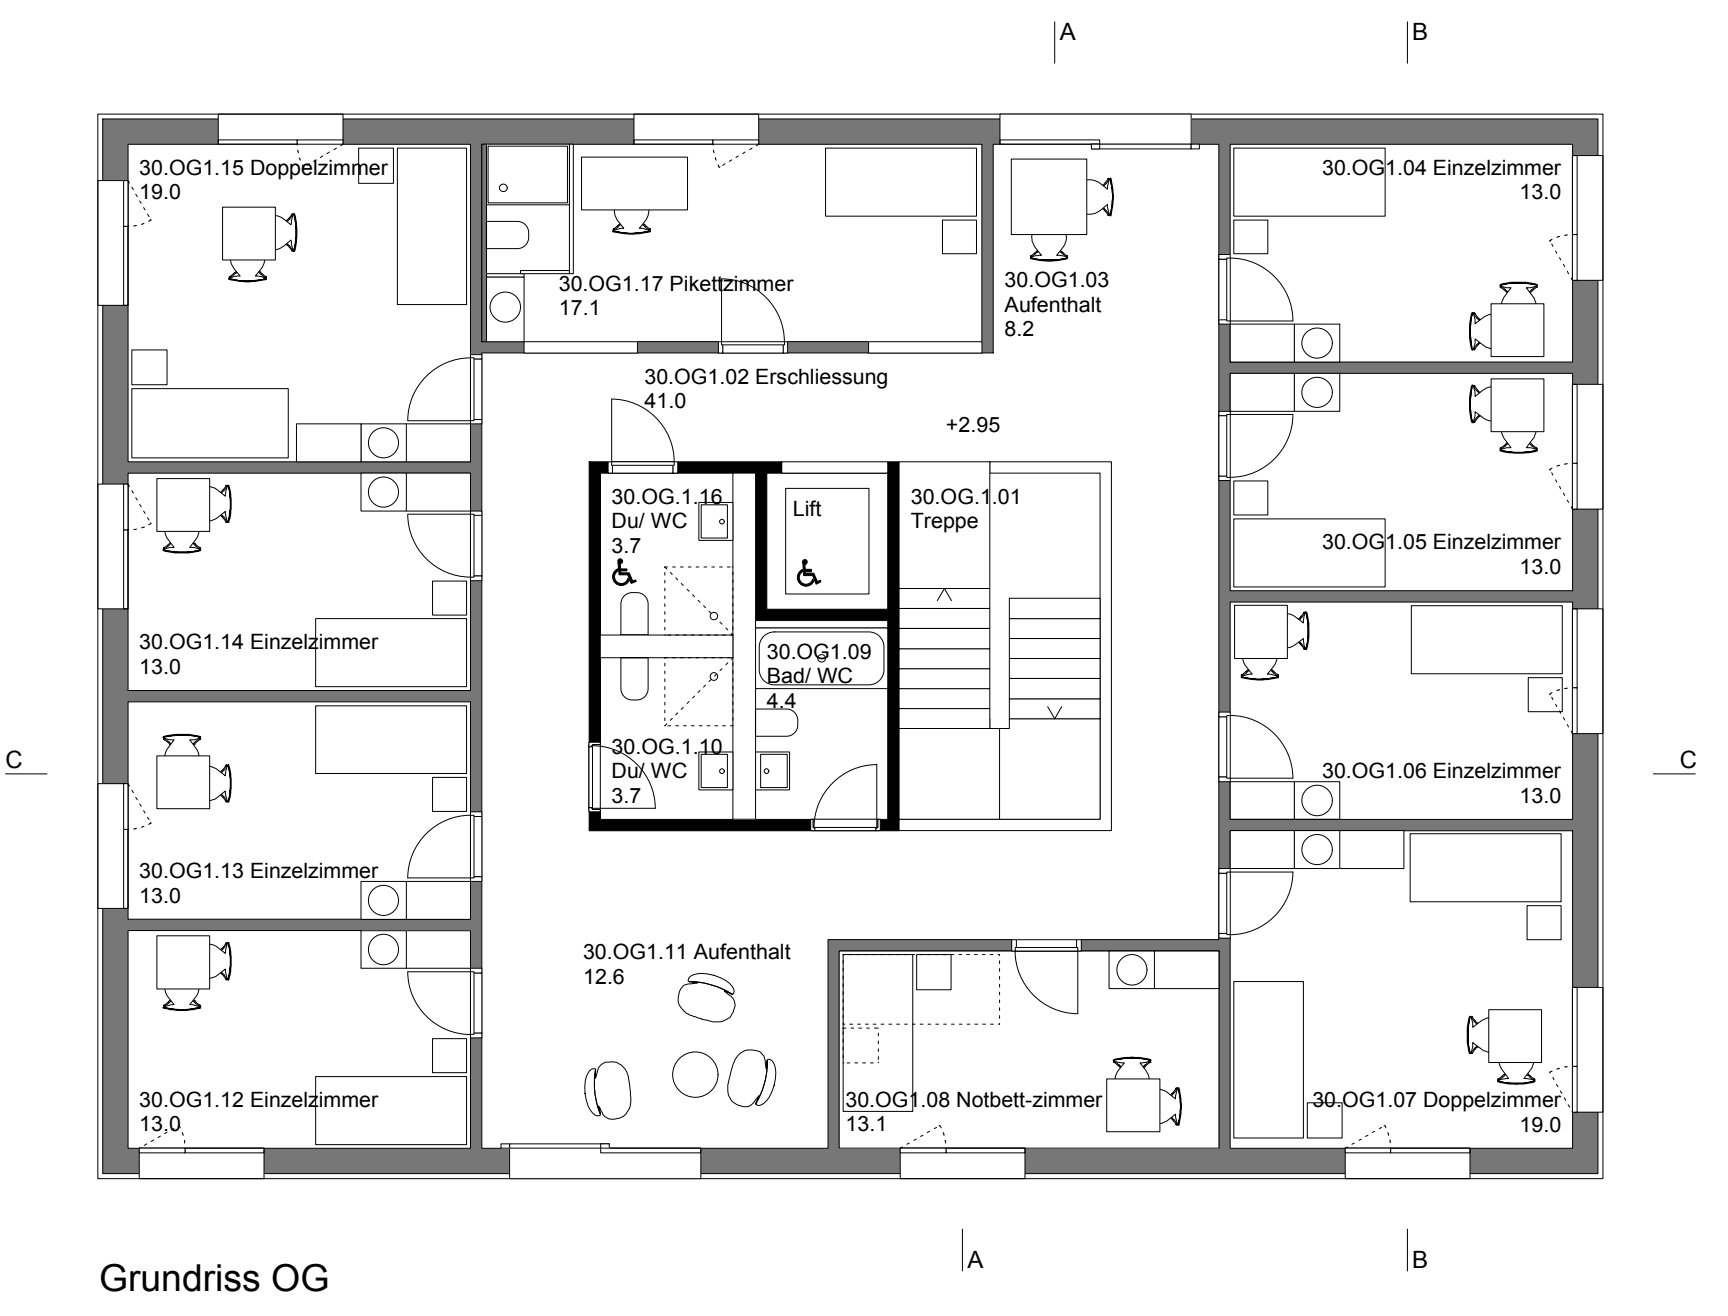 A
B
30.OG1.15 Doppelzimmer
19.0
30.OG1.17 Pikettzimmer
17.1
30.OG1.03
Aufenthalt
8.2
30.OG1.04 Einzelzimmer
13.0
30.OG1.02 Erschliessung
41.0
+2.95
30.OG.1.16
Du/ WC
3.7
Lift
30.OG.1.01
Treppe
30.OG1.05 Einzelzimmer
13.0
30.OG1.14 Einzelzimmer
13.0
30.OG1.09
Bad/ WC
4.4
30.OG.1.10
Du/ WC
3.7
30.OG1.06 Einzelzimmer
13.0
C
C
30.OG1.13 Einzelzimmer
13.0
30.OG1.11 Aufenthalt
12.6
30.OG1.12 Einzelzimmer
13.0
30.OG1.08 Notbett-zimmer
13.1
30.OG1.07 Doppelzimmer
19.0
A
B
Grundriss OG